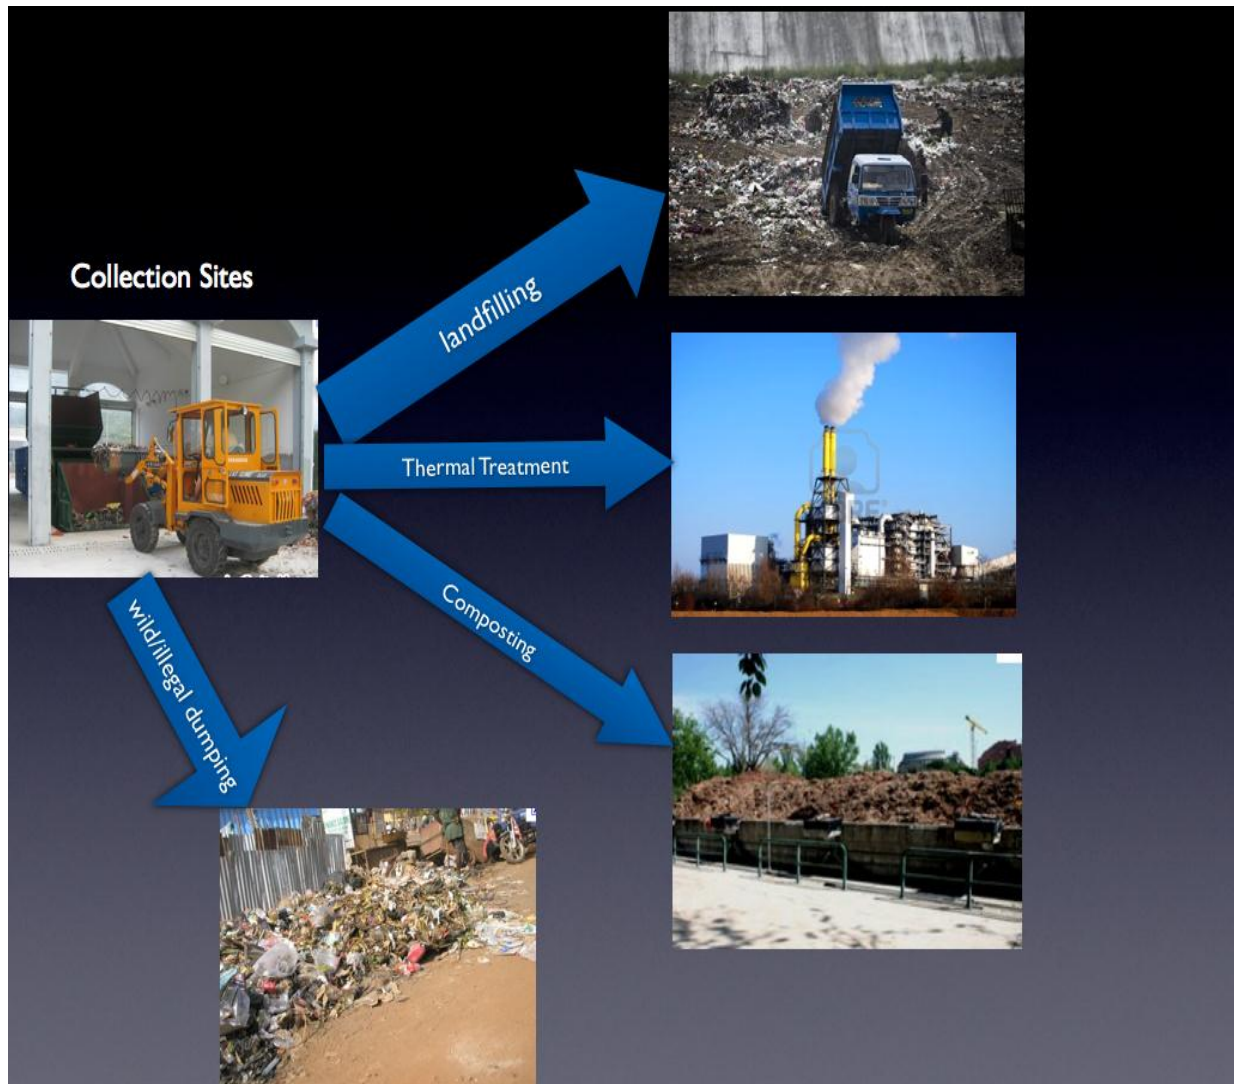 Collection Sites
landfilling
Thermal Treatment
Composting
wild/illegal dumping